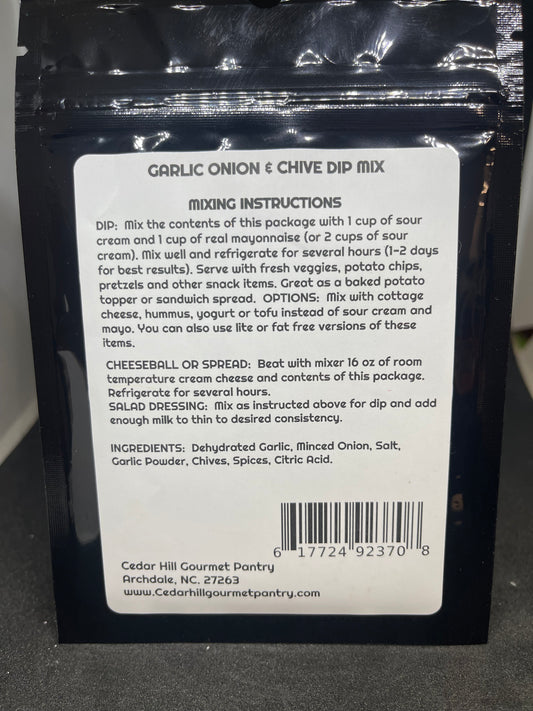 GARLIC ONION & CHIVE DIP MIX
MIXING INSTRUCTIONS
DIP: Mix the contents of this package with 1 cup of sour
cream and 1 cup of real mayonnaise (or 2 cups of sour
cream). Mix well and refrigerate for several hours (1-2 days
for best results). Serve with fresh veggies, potato chips,
pretzels and other snack items. Great as a baked potato
topper or sandwich spread. OPTIONS: Mix with cottage
cheese, hummus, yogurt or tofu instead of sour cream and
mayo. You can also use lite or fat free versions of these
items.
CHEESEBALL OR SPREAD: Beat with mixer 16 oz of room
temperature cream cheese and contents of this package.
Refrigerate for several hours.
SALAD DRESSING: Mix as instructed above for dip and add
enough milk to thin to desired consistency.
INGREDIENTS: Dehydrated Garlic, Minced Onion, Salt,
Garlic Powder, Chives, Spices, Citric Acid.
6 17724 92370 8
Cedar Hill Gourmet Pantry
Archdale, NC. 27263
www.Cedarhillgourmetpantry.com